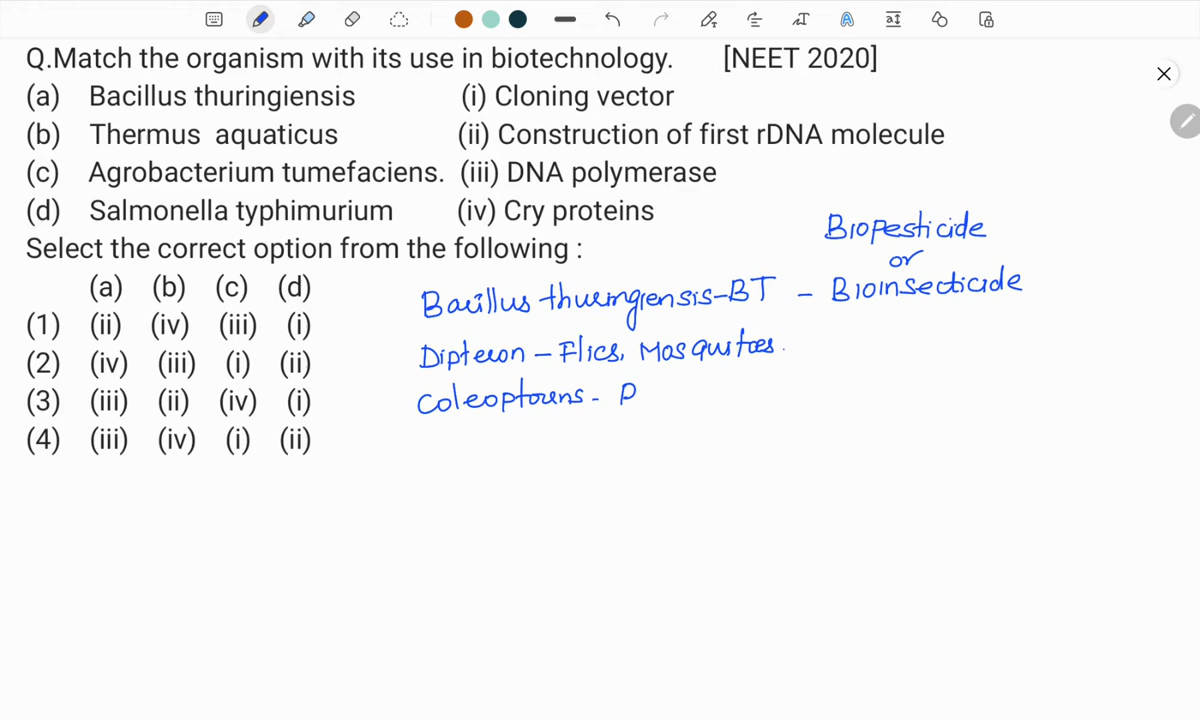 Q.Match the organism with its use in biotechnology. [NEET 2020]
(a) Bacillus thuringiensis (i) Cloning vector
(b) Thermus aquaticus (ii) Construction of first rDNA molecule
(c) Agrobacterium tumefaciens. (iii) DNA polymerase
(d) Salmonella typhimurium (iv) Cry proteins
Select the correct option from the following :
(a) (b) (c) (d)
(1) (ii) (iv) (iii) (i)
(2) (iv) (iii) (i) (ii)
(3) (iii) (ii) (iv) (i)
(4) (iii) (iv) (i) (ii)
Biopesticide
or
Bacillus thuringiensis-BT - Bioinsecticide
Dipteron - Flies, Mosquitoes.
Coleopterens - B